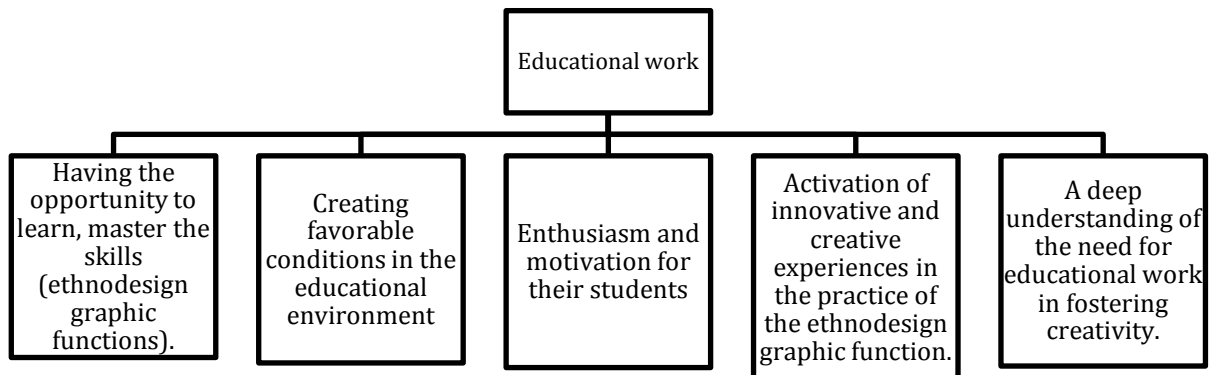 Educational work
Having the
opportunity to
learn, master the
skills
(ethnodesign
graphic
functions).
Creating
favorable
conditions in the
educational
environment
Enthusiasm and
motivation for
their students
Activation of
innovative and
creative
experiences in
the practice of
the ethnodesign
graphic function.
A deep
understanding of
the need for
educational work
in fostering
creativity.